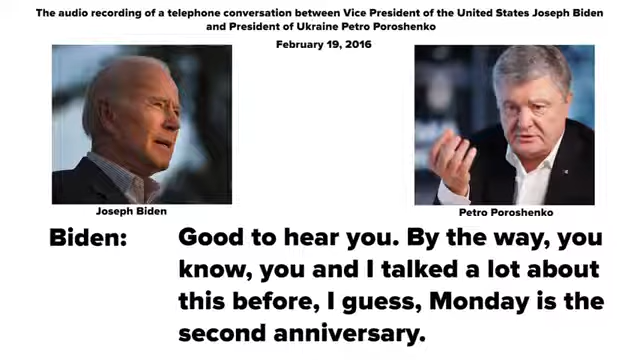 The audio recording of a telephone conversation between Vice President of the United States Joseph Biden
and President of Ukraine Petro Poroshenko
February 19, 2016
Joseph Biden
Petro Poroshenko
Biden:
Good to hear you. By the way, you
know, you and I talked a lot about
this before, I guess, Monday is the
second anniversary.